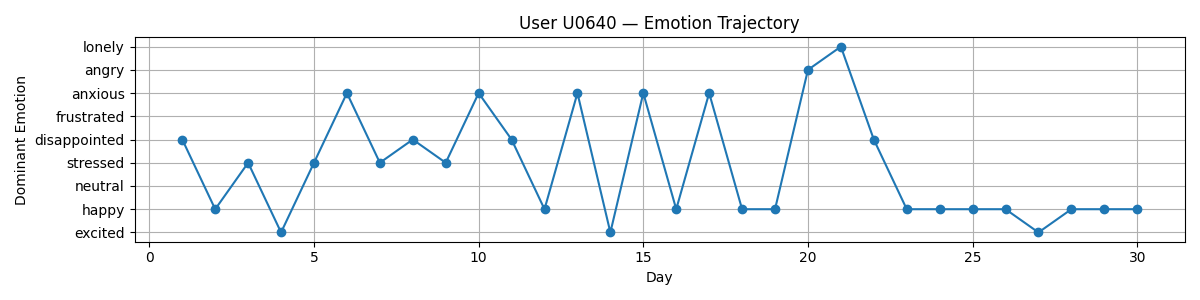 User U0640 — Emotion Trajectory
Dominant Emotion
lonely
angry
anxious
frustrated
disappointed
stressed
neutral
happy
excited
0 5 10 15 20 25 30
Day